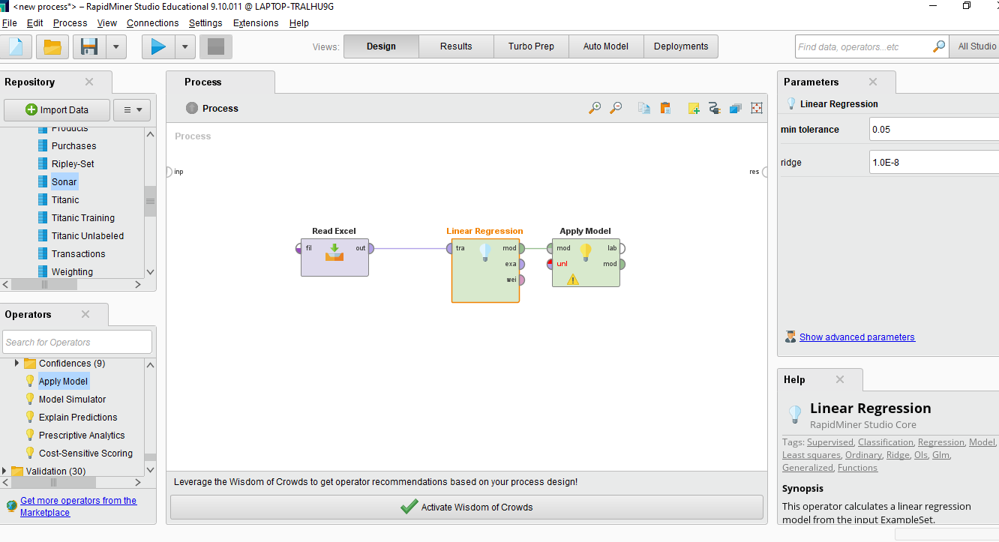 <new process*> – RapidMiner Studio Educational 9.10.011 @ LAPTOP-TRALHU9G
File Edit Process View Connections Settings Extensions Help
Views: Design Results Turbo Prep Auto Model Deployments
Find data, operators...etc
All Studio
Repository
Import Data
Products
Purchases
Ripley-Set
Sonar
Titanic
Titanic Training
Titanic Unlabeled
Transactions
Weighting
Operators
Search for Operators
Confidences (9)
Apply Model
Model Simulator
Explain Predictions
Prescriptive Analytics
Cost-Sensitive Scoring
Validation (30)
Get more operators from the
Marketplace
Process
Process
Process
inp
res
Read Excel
fil out
Linear Regression
tra mod
exa
wei
Apply Model
mod lab
unl mod
Leverage the Wisdom of Crowds to get operator recommendations based on your process design!
Activate Wisdom of Crowds
Parameters
Linear Regression
min tolerance 0.05
ridge 1.0E-8
Show advanced parameters
Help
Linear Regression
RapidMiner Studio Core
Tags: Supervised, Classification, Regression, Model,
Least squares, Ordinary, Ridge, Ols, Glm,
Generalized, Functions
Synopsis
This operator calculates a linear regression
model from the input ExampleSet.